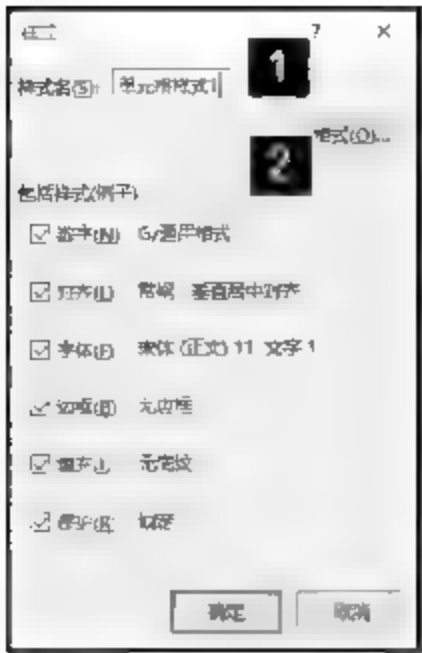 样式 ? ×
样式名(S): 单元格样式1 1
2 格式(O)...
包括样式(例子)
数字(N) G/通用格式
对齐(L) 常规, 垂直居中对齐
字体(F) 宋体 (正文) 11, 文字 1
边框(B) 无边框
填充(I) 无底纹
保护(R) 锁定
确定 取消